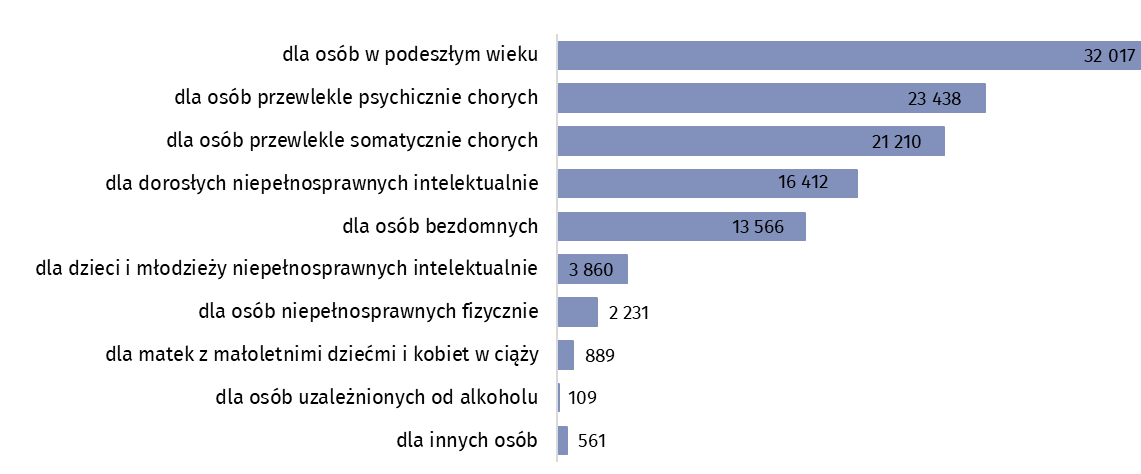 dla osób w podeszłym wieku 32 017
dla osób przewlekle psychicznie chorych 23 438
dla osób przewlekle somatycznie chorych 21 210
dla dorosłych niepełnosprawnych intelektualnie 16 412
dla osób bezdomnych 13 566
dla dzieci i młodzieży niepełnosprawnych intelektualnie 3 860
dla osób niepełnosprawnych fizycznie 2 231
dla matek z małoletnimi dziećmi i kobiet w ciąży 889
dla osób uzależnionych od alkoholu 109
dla innych osób 561